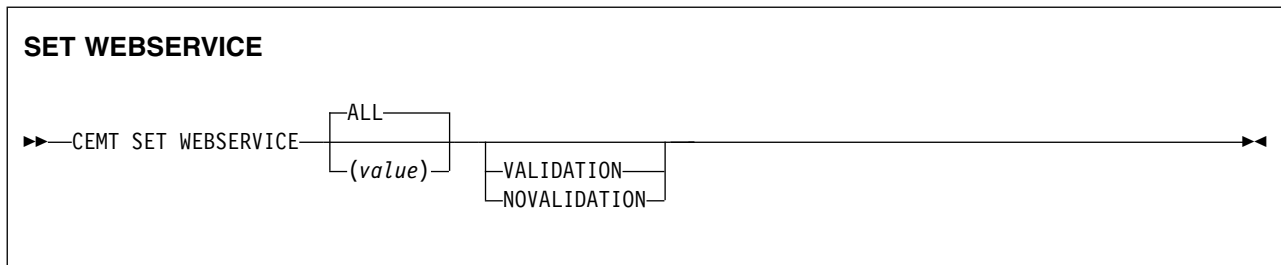 SET WEBSERVICE
ALL
CEMT SET WEBSERVICE
(value)
VALIDATION
NOVALIDATION